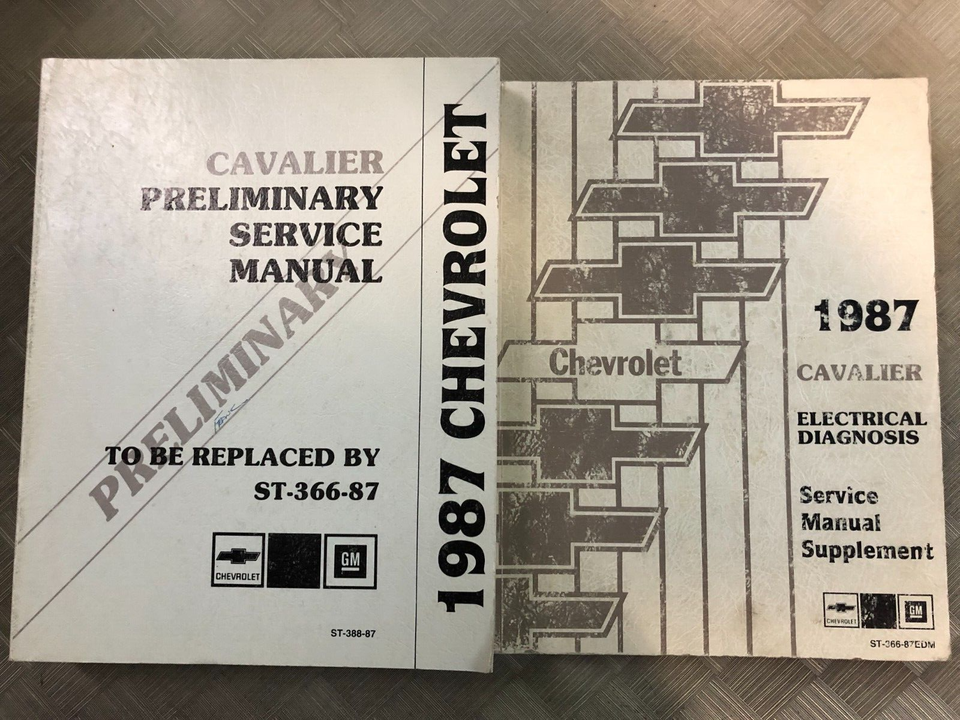 CAVALIER
PRELIMINARY
SERVICE
MANUAL
PRELIMINARY
TO BE REPLACED BY
ST-366-87
CHEVROLET
GM
ST-388-87
1987 CHEVROLET
Chevrolet
1987
CAVALIER
ELECTRICAL
DIAGNOSIS
Service
Manual
Supplement
CHEVROLET
GM
ST-366-87EDM